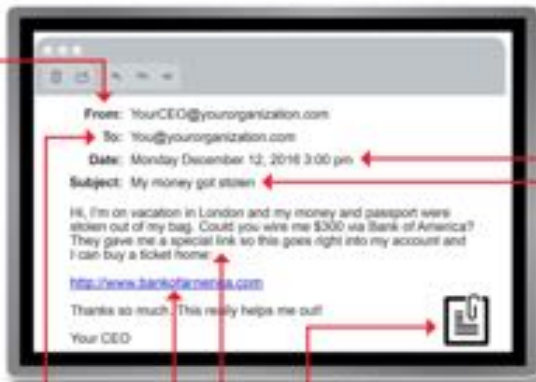 From: YourCEO@yourorganization.com
To: You@yourorganization.com
Date: Monday December 12, 2016 3:00 pm
Subject: My money got stolen
Hi, I'm on vacation in London and my money and passport were
stolen out of my bag. Could you wire me $300 via Bank of America?
They gave me a special link so this goes right into my account and
I can buy a ticket home:
http://www.bankofarnerica.com
Thanks so much. This really helps me out!
Your CEO